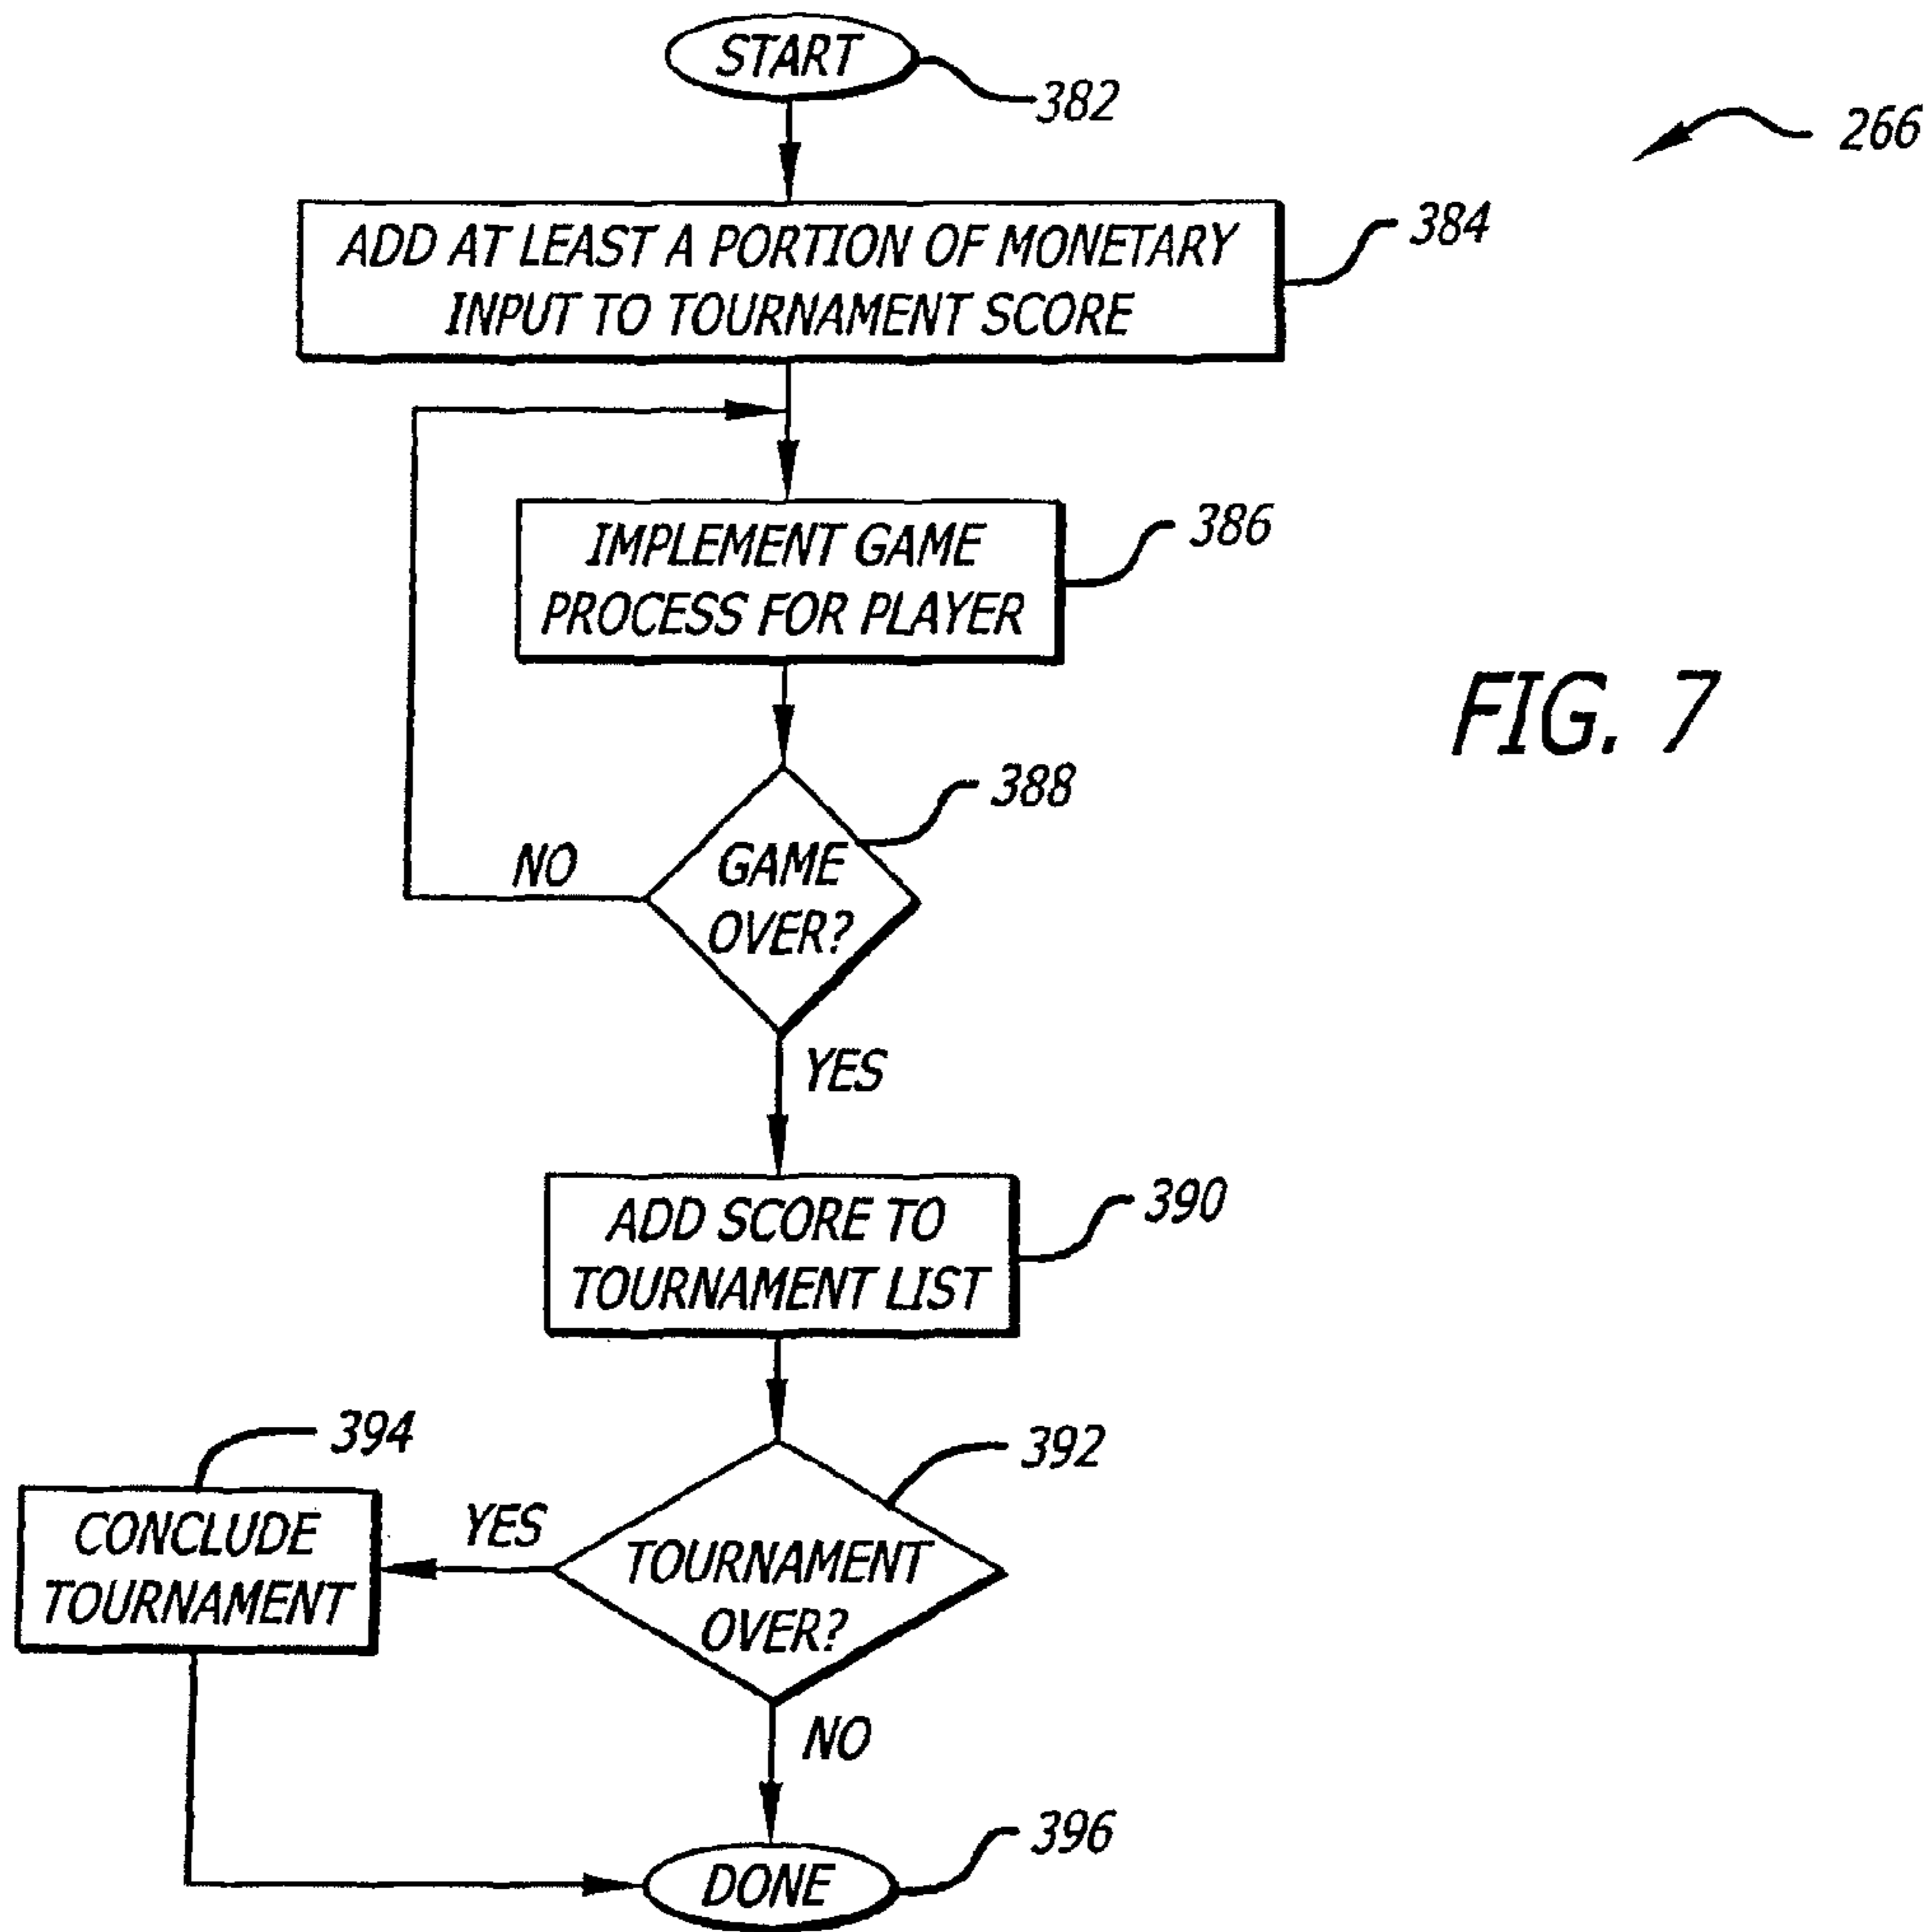 START
382
266
ADD AT LEAST A PORTION OF MONETARY
INPUT TO TOURNAMENT SCORE
384
IMPLEMENT GAME
PROCESS FOR PLAYER
386
FIG. 7
388
GAME
OVER?
NO
YES
ADD SCORE TO
TOURNAMENT LIST
390
394
392
CONCLUDE
TOURNAMENT
YES
TOURNAMENT
OVER?
NO
DONE
396